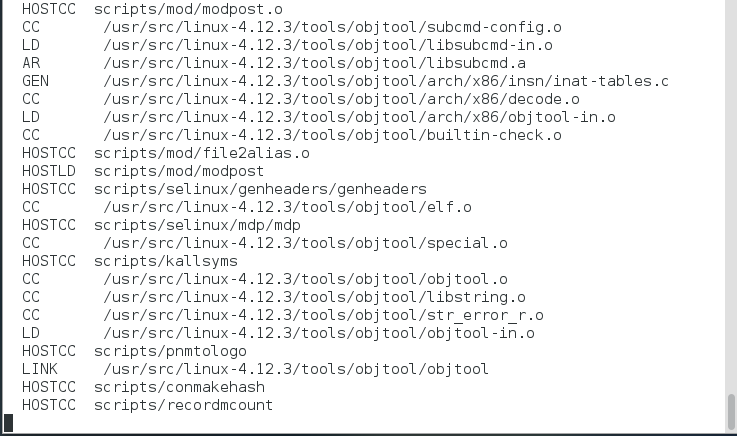 HOSTCC  scripts/mod/modpost.o
CC       /usr/src/linux-4.12.3/tools/objtool/subcmd-config.o
LD       /usr/src/linux-4.12.3/tools/objtool/libsubcmd-in.o
AR       /usr/src/linux-4.12.3/tools/objtool/libsubcmd.a
GEN      /usr/src/linux-4.12.3/tools/objtool/arch/x86/insn/inat-tables.c
CC       /usr/src/linux-4.12.3/tools/objtool/arch/x86/decode.o
LD       /usr/src/linux-4.12.3/tools/objtool/arch/x86/objtool-in.o
CC       /usr/src/linux-4.12.3/tools/objtool/builtin-check.o
HOSTCC  scripts/mod/file2alias.o
HOSTLD  scripts/mod/modpost
HOSTCC  scripts/selinux/genheaders/genheaders
CC       /usr/src/linux-4.12.3/tools/objtool/elf.o
HOSTCC  scripts/selinux/mdp/mdp
CC       /usr/src/linux-4.12.3/tools/objtool/special.o
HOSTCC  scripts/kallsyms
CC       /usr/src/linux-4.12.3/tools/objtool/objtool.o
CC       /usr/src/linux-4.12.3/tools/objtool/libstring.o
CC       /usr/src/linux-4.12.3/tools/objtool/str_error_r.o
LD       /usr/src/linux-4.12.3/tools/objtool/objtool-in.o
HOSTCC  scripts/pnmtologo
LINK     /usr/src/linux-4.12.3/tools/objtool/objtool
HOSTCC  scripts/conmakehash
HOSTCC  scripts/recordmcount